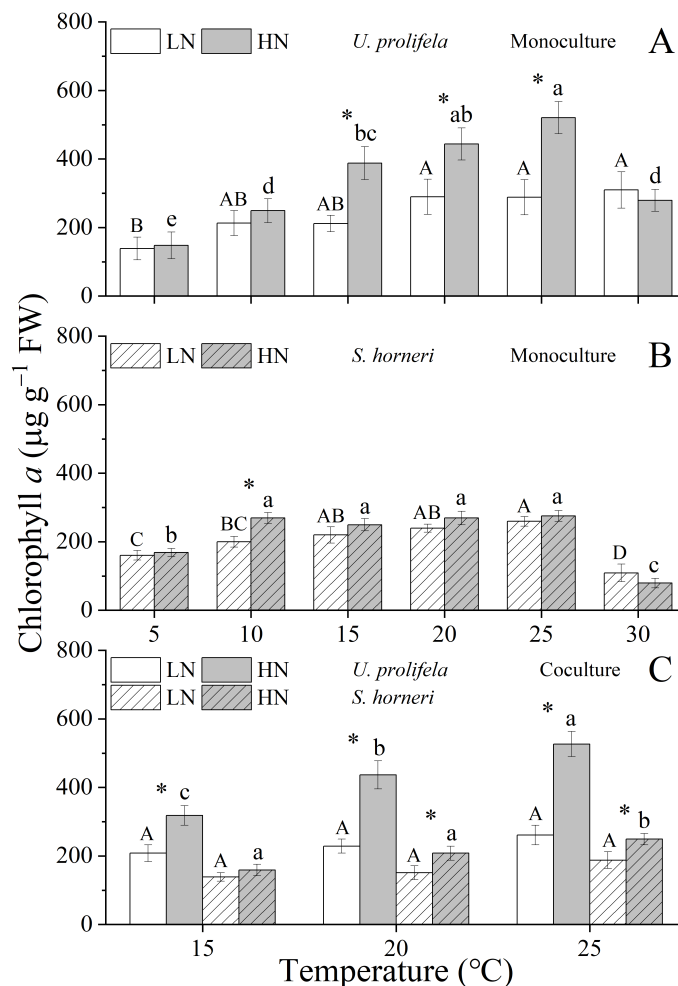 800 LN HN U. prolifela Monoculture A
*
a
*
ab
600
*
bc
400
A A A d
AB d AB
200
B e
0
Chlorophyll a (μg g⁻¹ FW)
800 LN HN S. horneri Monoculture B
600
400
* a AB a AB a A a
BC
200
C b D c
0
5 10 15 20 25 30
800 LN HN U. prolifela Coculture C
LN HN S. horneri
600
* a
* b
400
* c
A A A * b
* a
200
A a A A
0
15 20 25
Temperature (℃)